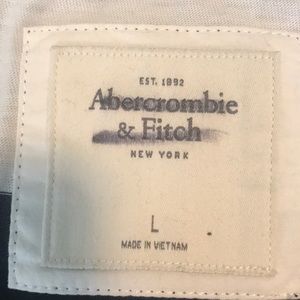 EST. 1892
Abercrombie
& Fitch
NEW YORK
L
MADE IN VIETNAM